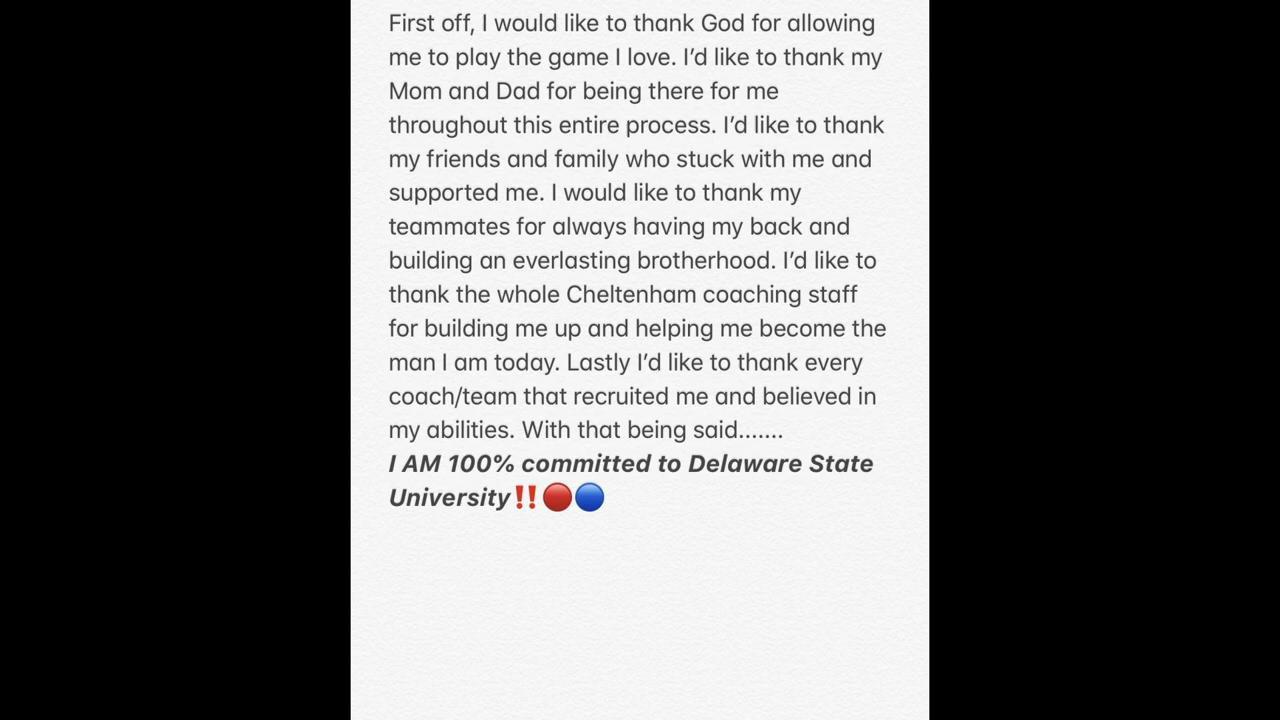 First off, I would like to thank God for allowing
me to play the game I love. I’d like to thank my
Mom and Dad for being there for me
throughout this entire process. I’d like to thank
my friends and family who stuck with me and
supported me. I would like to thank my
teammates for always having my back and
building an everlasting brotherhood. I’d like to
thank the whole Cheltenham coaching staff
for building me up and helping me become the
man I am today. Lastly I’d like to thank every
coach/team that recruited me and believed in
my abilities. With that being said.......
I AM 100% committed to Delaware State
University‼️🔴🔵